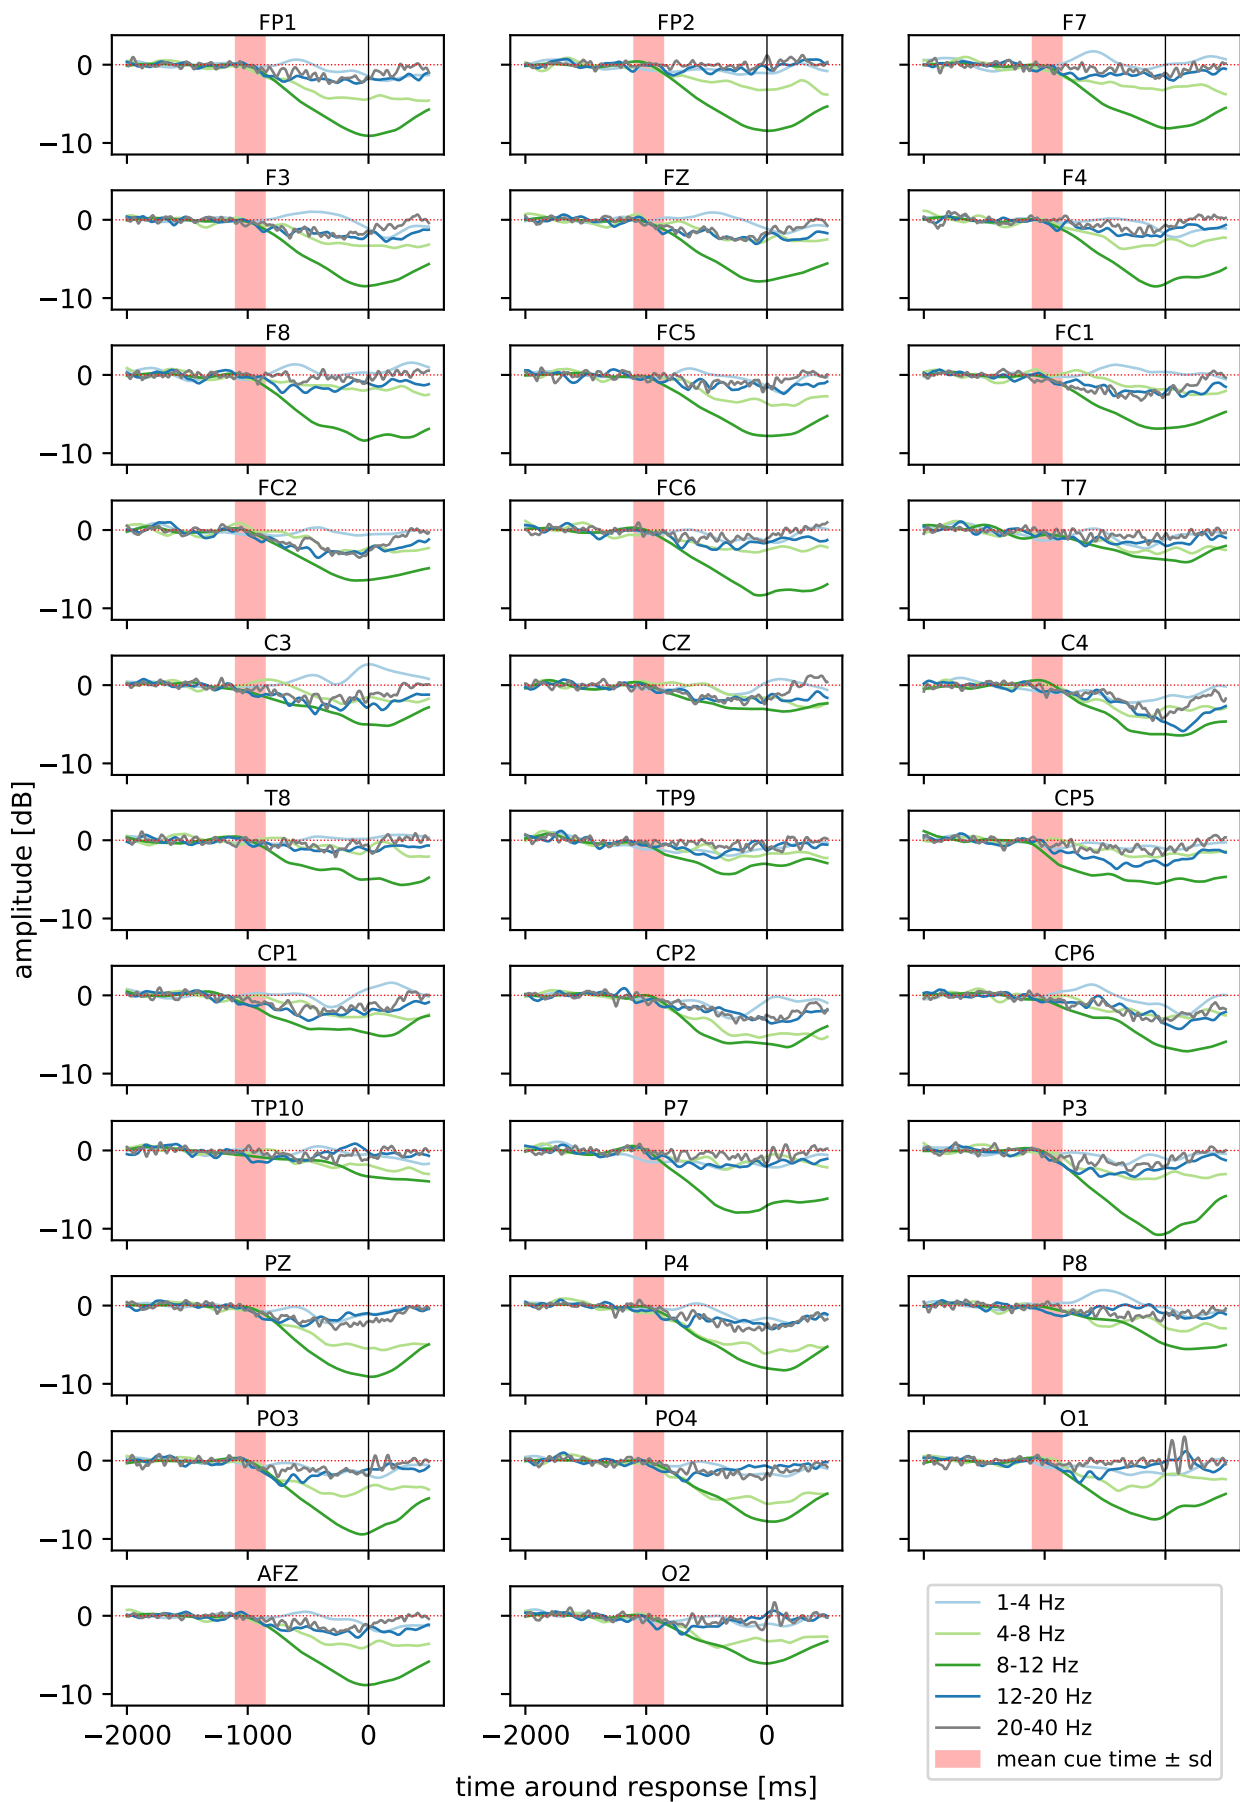 FP1 FP2 F7
0
−10
F3 FZ F4
0
−10
F8 FC5 FC1
0
−10
FC2 FC6 T7
0
−10
C3 CZ C4
0
−10
amplitude [dB]
T8 TP9 CP5
0
−10
CP1 CP2 CP6
0
−10
TP10 P7 P3
0
−10
PZ P4 P8
0
−10
PO3 PO4 O1
0
−10
AFZ O2
0
−10
−2000 −1000 0 −2000 −1000 0
time around response [ms]
1-4 Hz
4-8 Hz
8-12 Hz
12-20 Hz
20-40 Hz
mean cue time ± sd